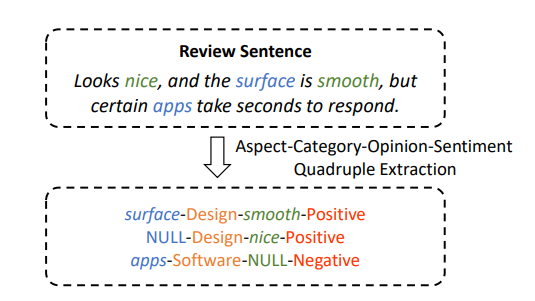 Review Sentence
Looks nice, and the surface is smooth, but
certain apps take seconds to respond.
Aspect-Category-Opinion-Sentiment
Quadruple Extraction
surface-Design-smooth-Positive
NULL-Design-nice-Positive
apps-Software-NULL-Negative